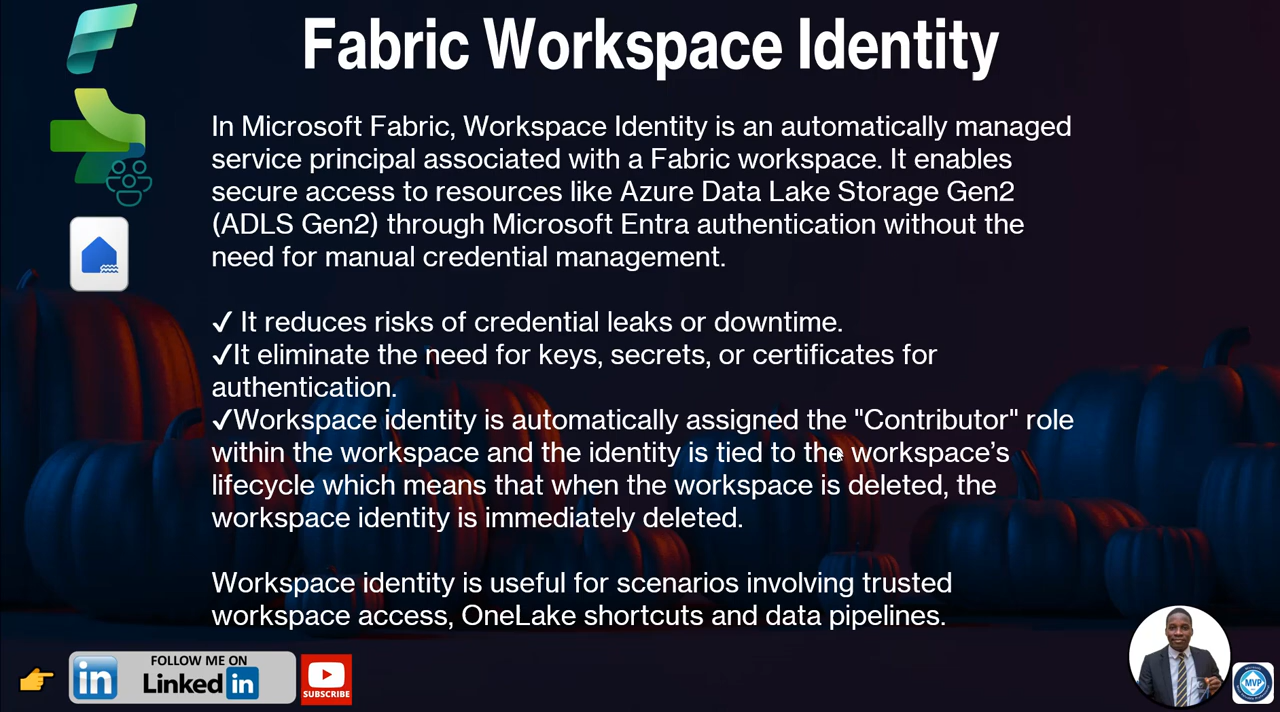 Fabric Workspace Identity
In Microsoft Fabric, Workspace Identity is an automatically managed
service principal associated with a Fabric workspace. It enables
secure access to resources like Azure Data Lake Storage Gen2
(ADLS Gen2) through Microsoft Entra authentication without the
need for manual credential management.
✓ It reduces risks of credential leaks or downtime.
✓It eliminate the need for keys, secrets, or certificates for
authentication.
✓Workspace identity is automatically assigned the "Contributor" role
within the workspace and the identity is tied to the workspace’s
lifecycle which means that when the workspace is deleted, the
workspace identity is immediately deleted.
Workspace identity is useful for scenarios involving trusted
workspace access, OneLake shortcuts and data pipelines.
in
FOLLOW ME ON
Linked in
SUBSCRIBE
MVP